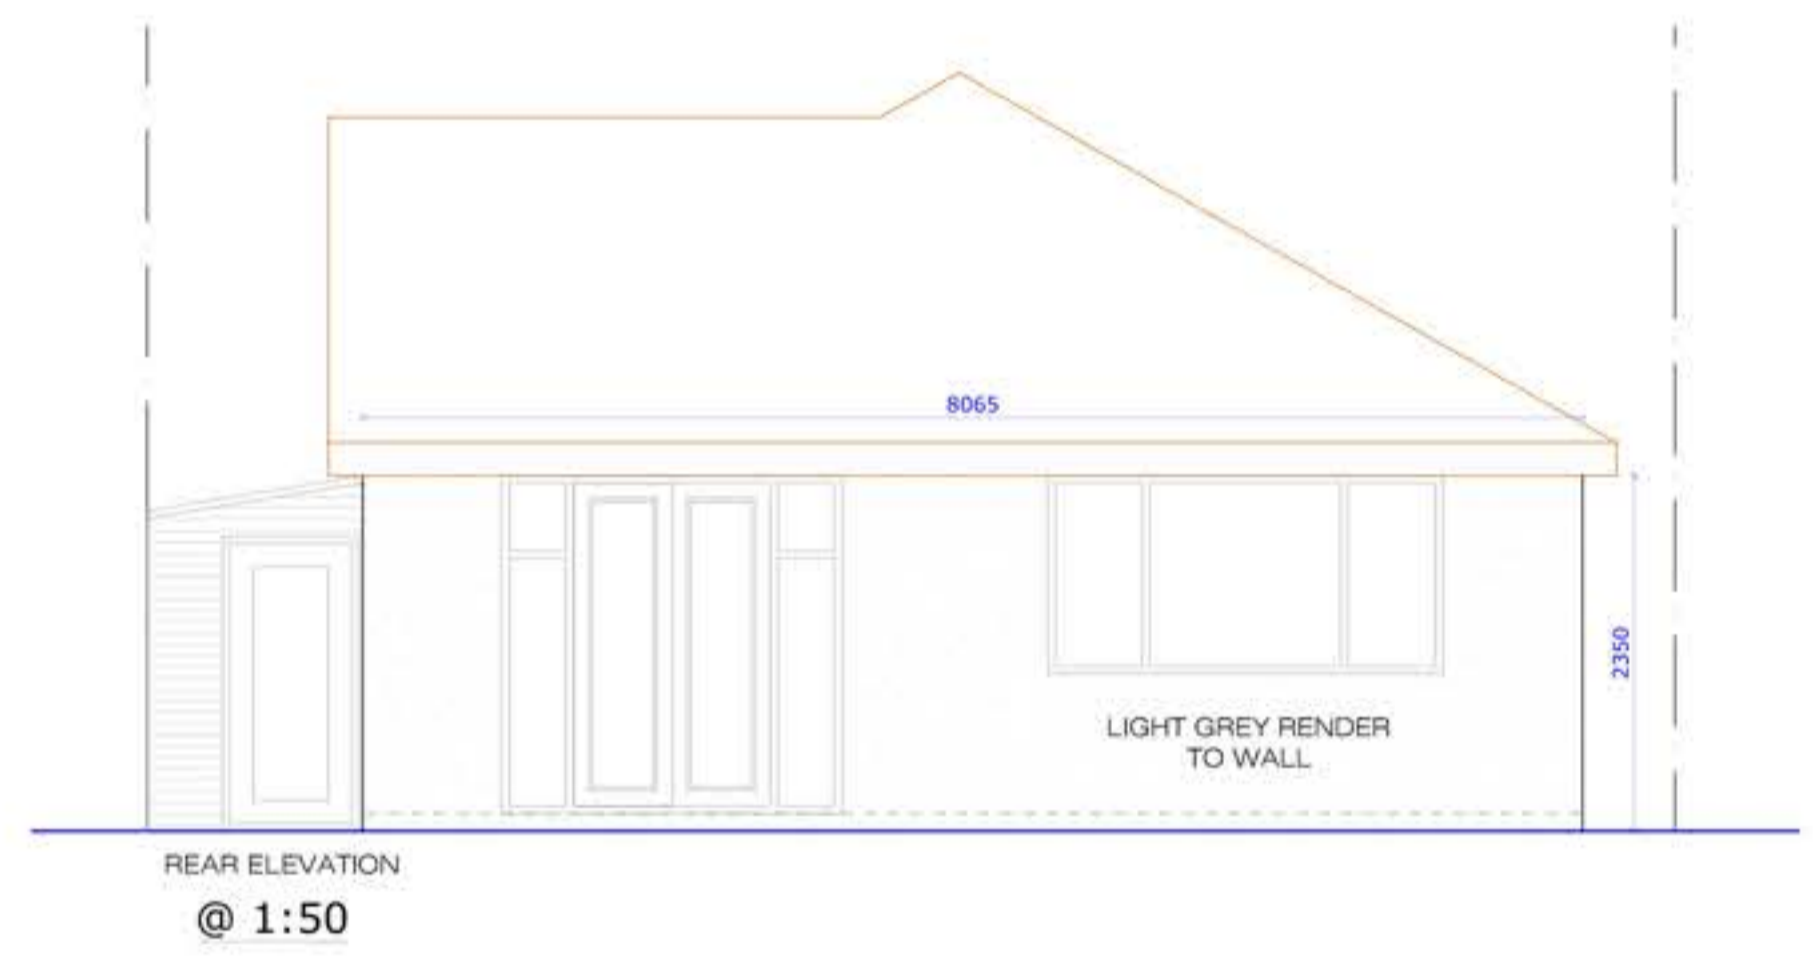 8065
2350
LIGHT GREY RENDER
TO WALL
REAR ELEVATION
@ 1:50